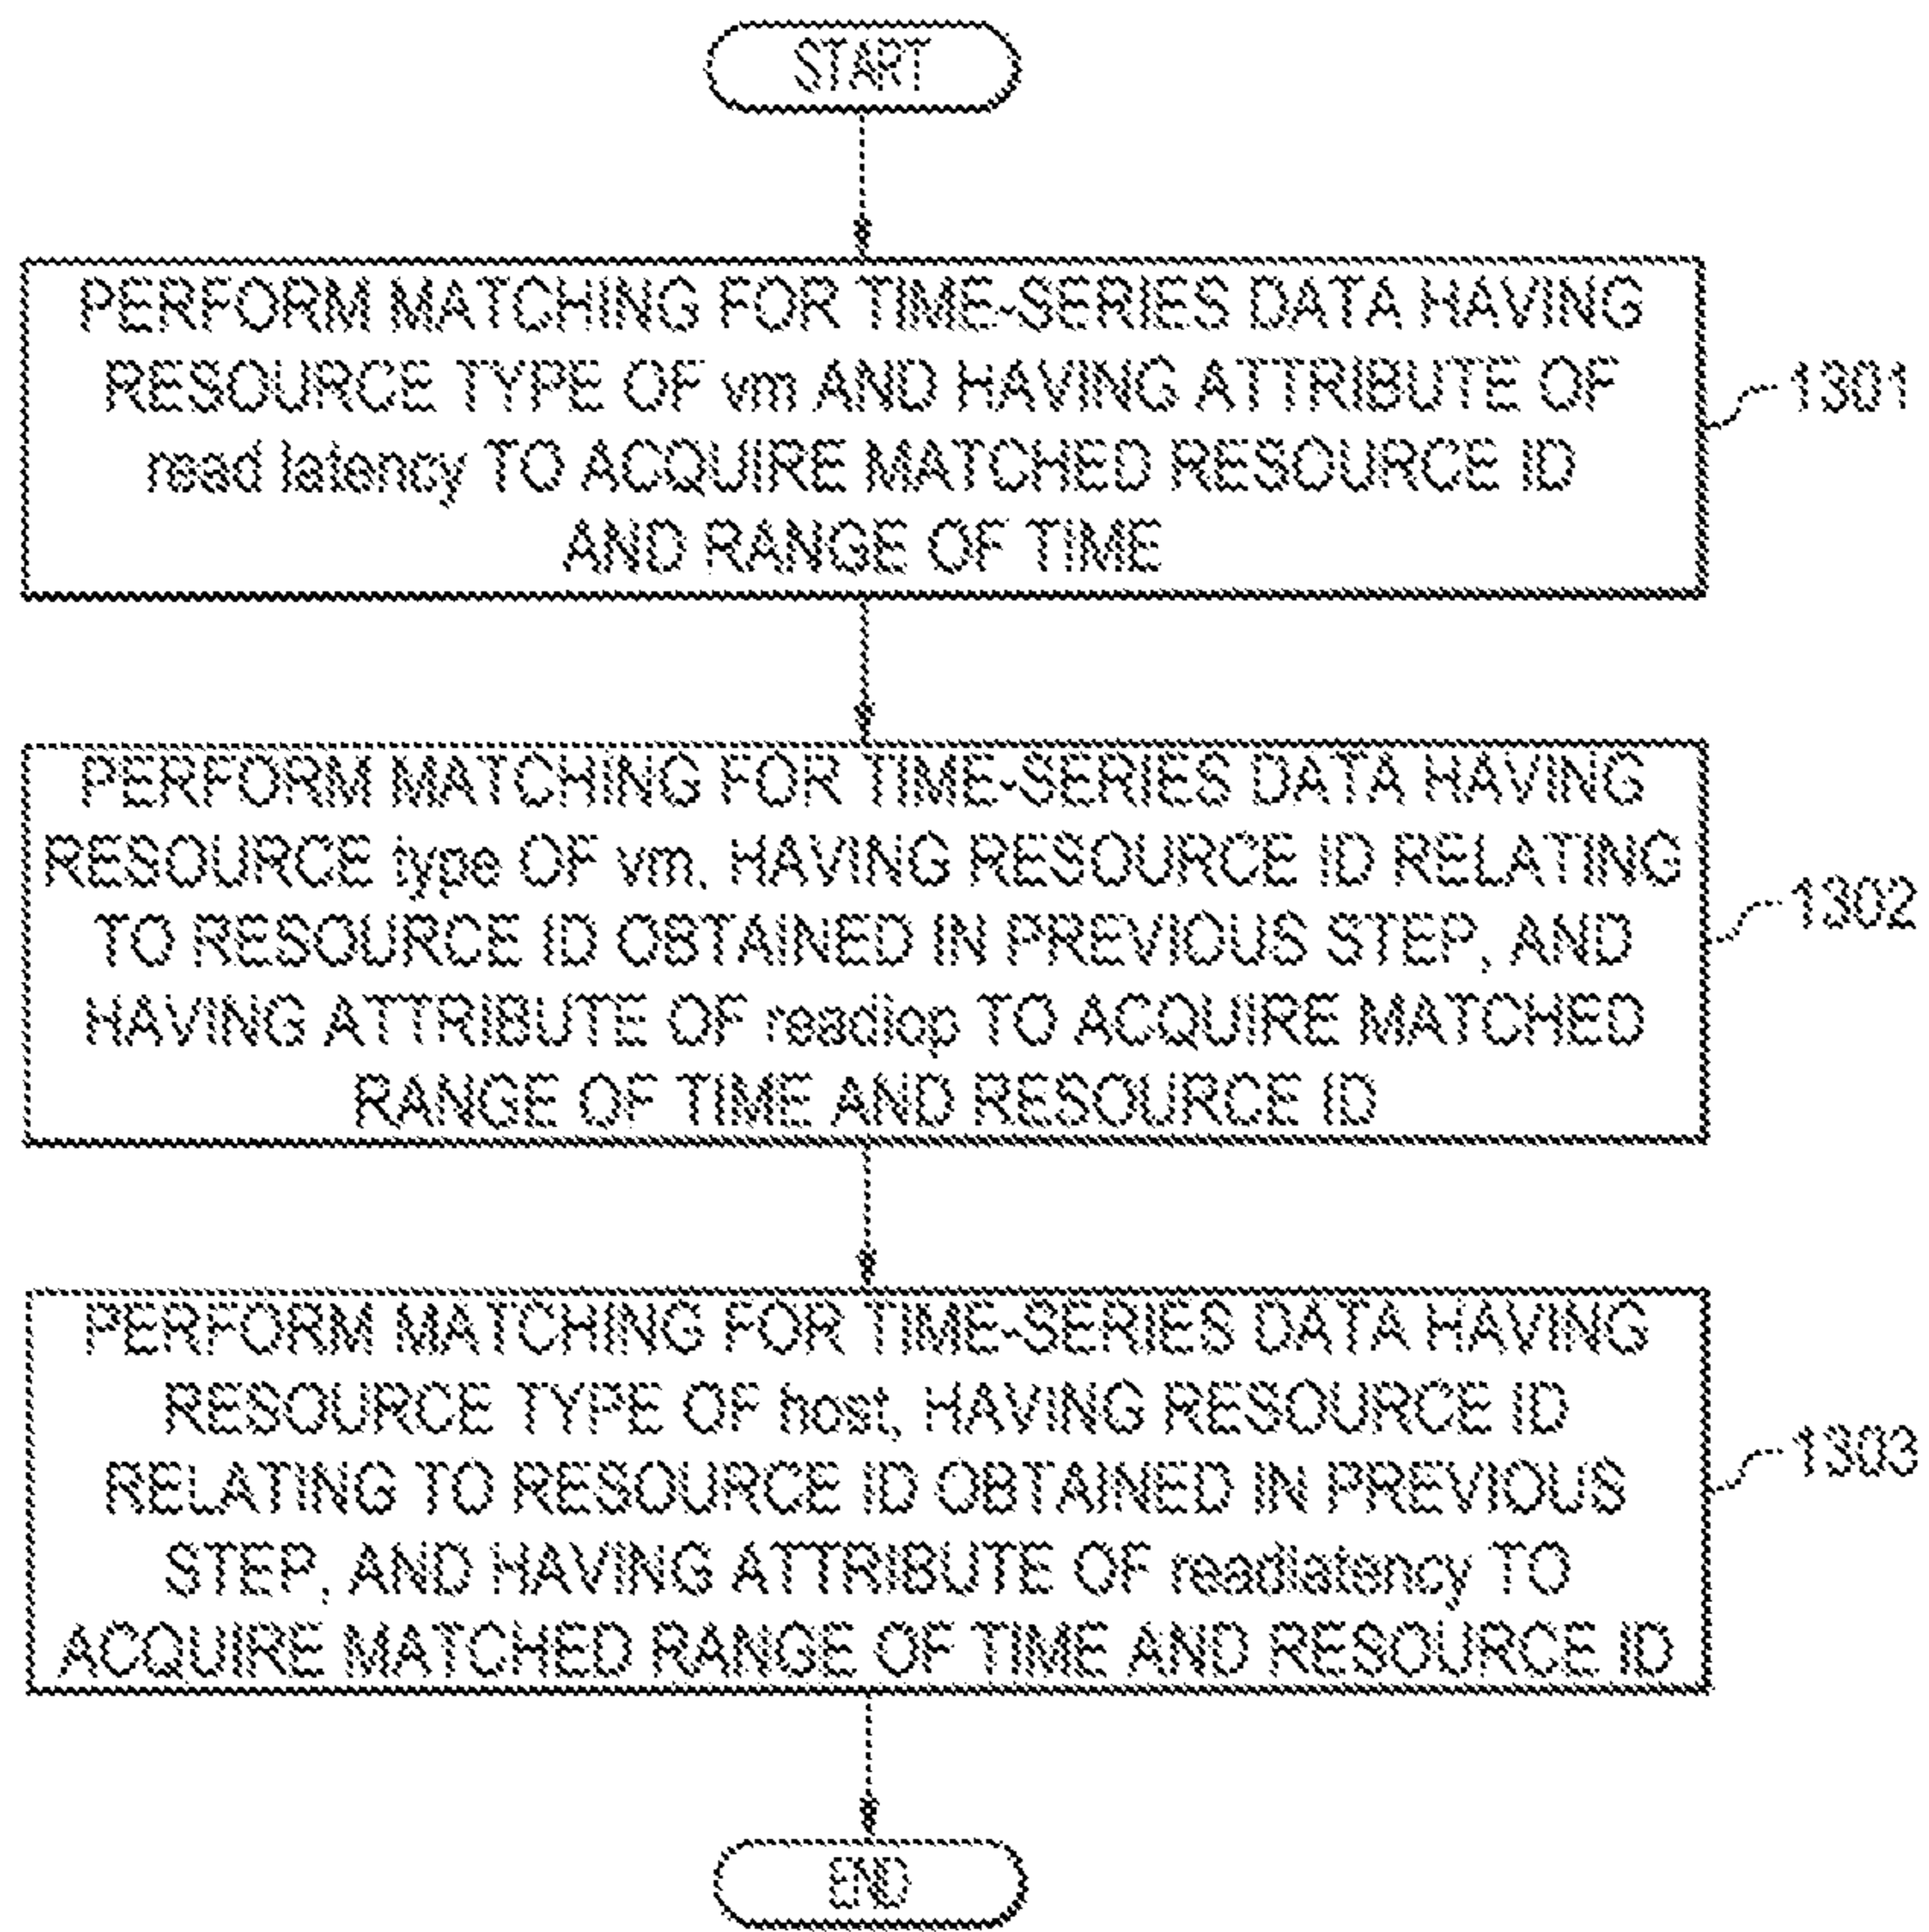 START
PERFORM MATCHING FOR TIME-SERIES DATA HAVING
RESOURCE TYPE OF vm AND HAVING ATTRIBUTE OF
read latency TO ACQUIRE MATCHED RESOURCE ID
AND RANGE OF TIME
1301
PERFORM MATCHING FOR TIME-SERIES DATA HAVING
RESOURCE type OF vm, HAVING RESOURCE ID RELATING
TO RESOURCE ID OBTAINED IN PREVIOUS STEP, AND
HAVING ATTRIBUTE OF readiop TO ACQUIRE MATCHED
RANGE OF TIME AND RESOURCE ID
1302
PERFORM MATCHING FOR TIME-SERIES DATA HAVING
RESOURCE TYPE OF host, HAVING RESOURCE ID
RELATING TO RESOURCE ID OBTAINED IN PREVIOUS
STEP, AND HAVING ATTRIBUTE OF readlatency TO
ACQUIRE MATCHED RANGE OF TIME AND RESOURCE ID
1303
END